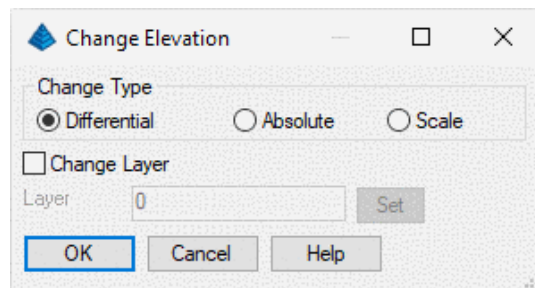 Change Elevation
Change Type
Differential Absolute Scale
Change Layer
Layer 0 Set
OK Cancel Help